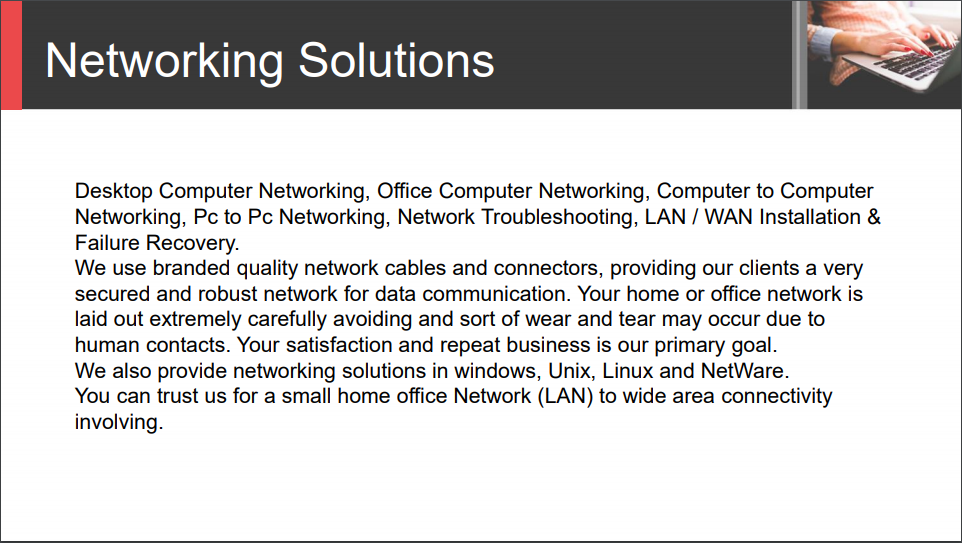 Networking Solutions
Desktop Computer Networking, Office Computer Networking, Computer to Computer
Networking, Pc to Pc Networking, Network Troubleshooting, LAN / WAN Installation &
Failure Recovery.
We use branded quality network cables and connectors, providing our clients a very
secured and robust network for data communication. Your home or office network is
laid out extremely carefully avoiding and sort of wear and tear may occur due to
human contacts. Your satisfaction and repeat business is our primary goal.
We also provide networking solutions in windows, Unix, Linux and NetWare.
You can trust us for a small home office Network (LAN) to wide area connectivity
involving.